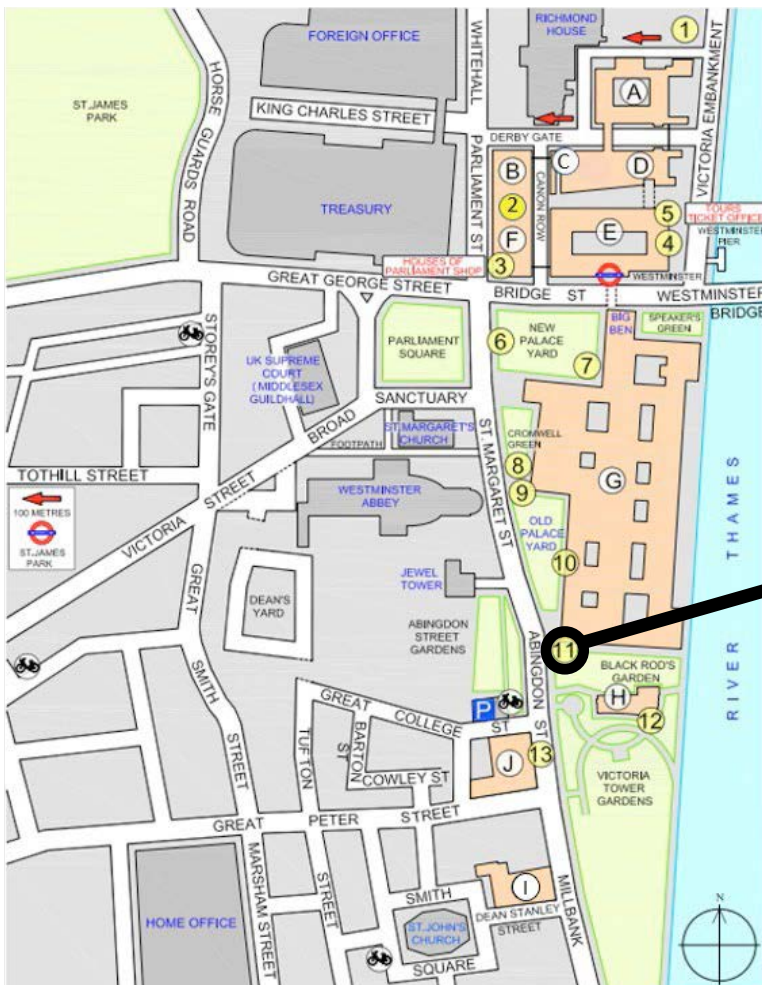 RICHMOND
HOUSE
1
FOREIGN OFFICE
WHITEHALL
VICTORIA EMBANKMENT
ST.JAMES
PARK
HORSE GUARDS ROAD
A
KING CHARLES STREET
DERBY GATE
PARLIAMENT ST
B
C
D
CANON ROW
2
TREASURY
5
TOURS
TICKET OFFICE
F
E
4
WESTMINSTER
PIER
HOUSES OF
PARLIAMENT SHOP
3
WESTMINSTER
GREAT GEORGE STREET
BRIDGE ST
WESTMINSTER
BRIDGE
STOREY'S GATE
BIG
BEN
SPEAKER'S
GREEN
PARLIAMENT
SQUARE
6
NEW
PALACE
YARD
7
UK SUPREME
COURT
(MIDDLESEX
GUILDHALL)
SANCTUARY
BROAD
ST.MARGARET'S
CHURCH
FOOTPATH
ST. MARGARET ST
CROMWELL
GREEN
8
9
G
TOTHILL STREET
VICTORIA STREET
WESTMINSTER
ABBEY
100 METRES
ST.JAMES
PARK
OLD
PALACE
YARD
10
RIVER THAMES
JEWEL
TOWER
DEAN'S
YARD
GREAT SMITH STREET
ABINGDON
STREET
GARDENS
ABINGDON ST
11
BLACK ROD'S
GARDEN
H
12
P
GREAT COLLEGE ST
TUFTON STREET
BARTON ST
COWLEY ST
J
13
VICTORIA
TOWER
GARDENS
GREAT PETER STREET
MARSHAM STREET
SMITH SQUARE
I
DEAN STANLEY
STREET
MILLBANK
HOME OFFICE
ST.JOHN'S
CHURCH
N